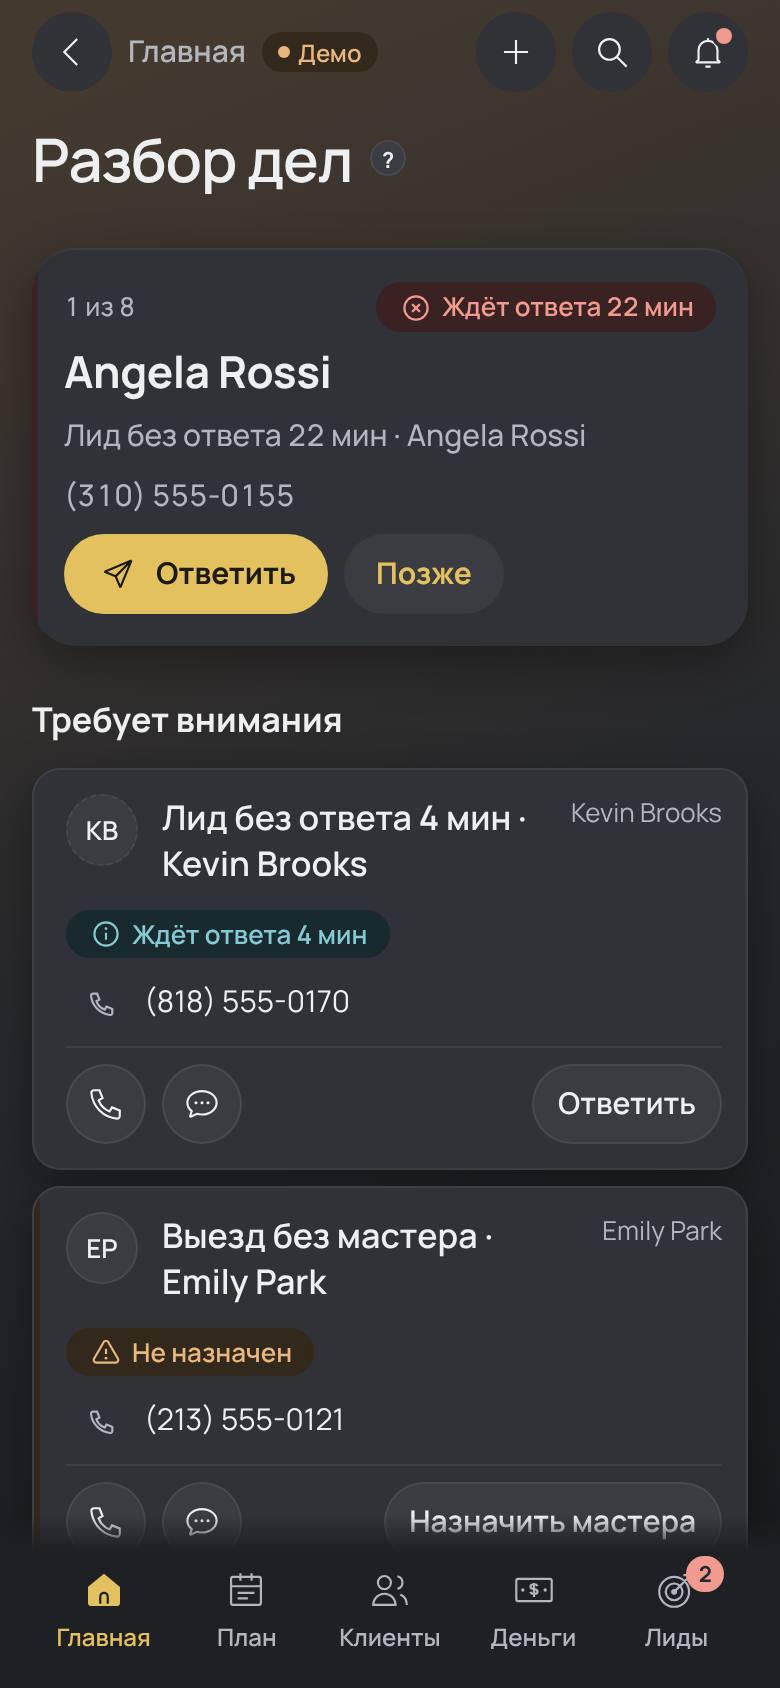 Главная
Демо
Разбор дел ?
1 из 8
Ждёт ответа 22 мин
Angela Rossi
Лид без ответа 22 мин · Angela Rossi
(310) 555-0155
Ответить
Позже
Требует внимания
KB
Лид без ответа 4 мин ·
Kevin Brooks
Kevin Brooks
Ждёт ответа 4 мин
(818) 555-0170
Ответить
EP
Выезд без мастера ·
Emily Park
Emily Park
Не назначен
(213) 555-0121
Назначить мастера
2
Главная
План
Клиенты
Деньги
Лиды